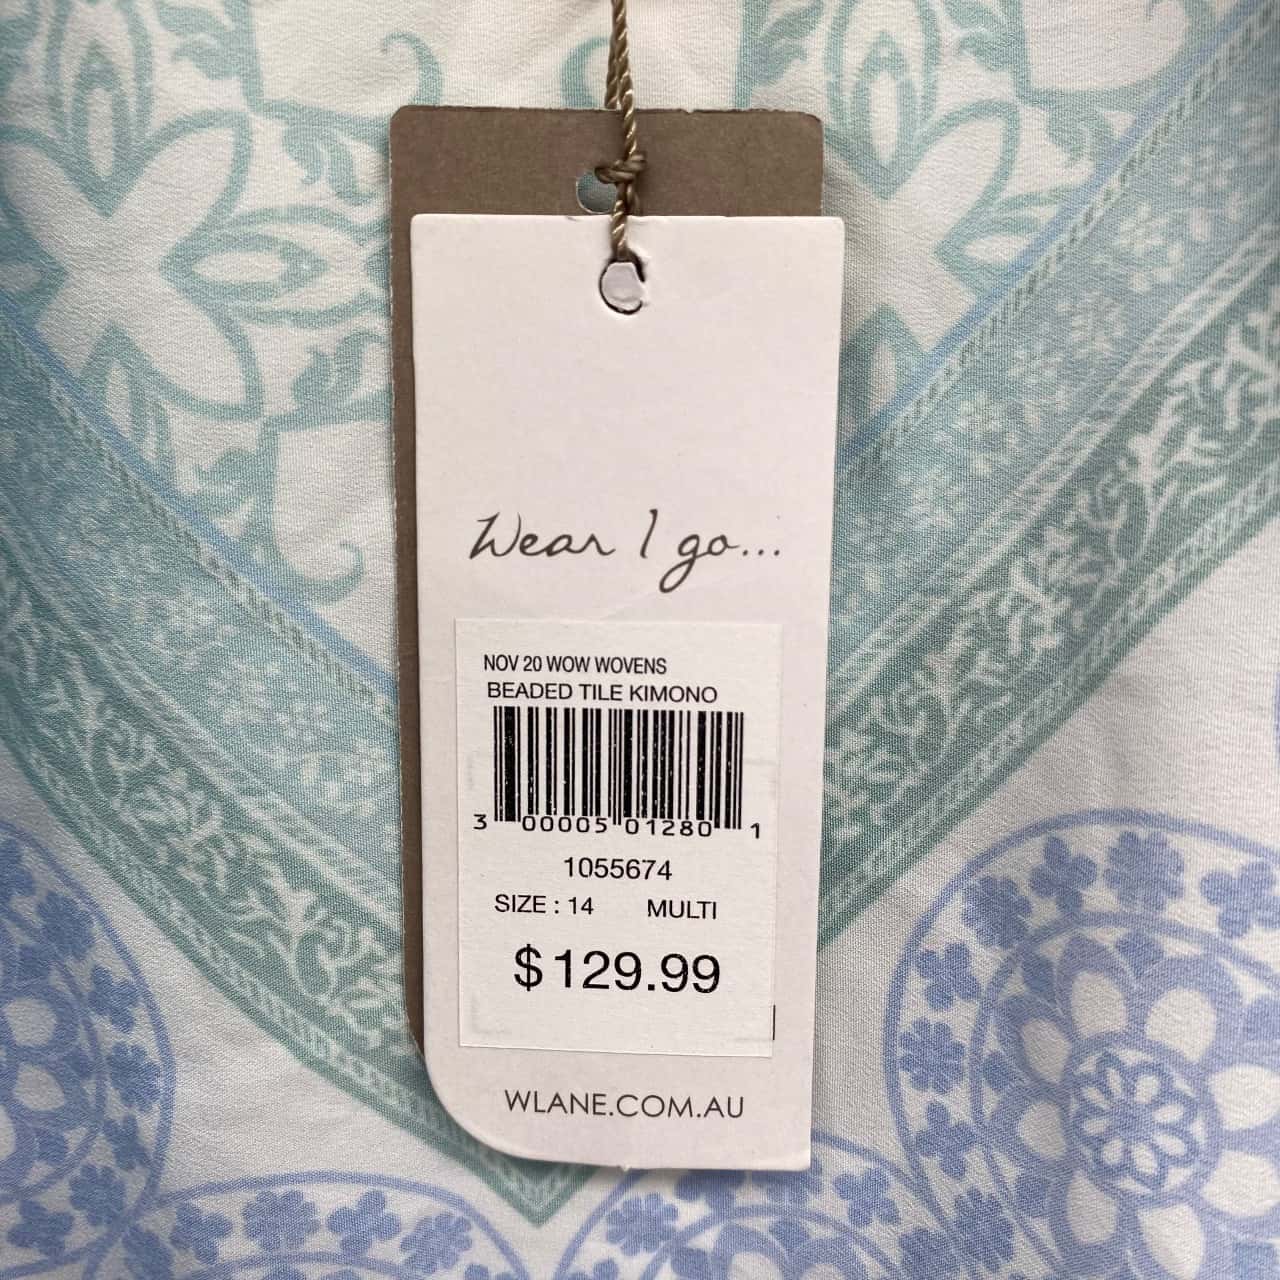 Wear I go...
NOV 20 WOW WOVENS
BEADED TILE KIMONO
3 00005 01280 1
1055674
SIZE : 14 MULTI
$129.99
WLANE.COM.AU